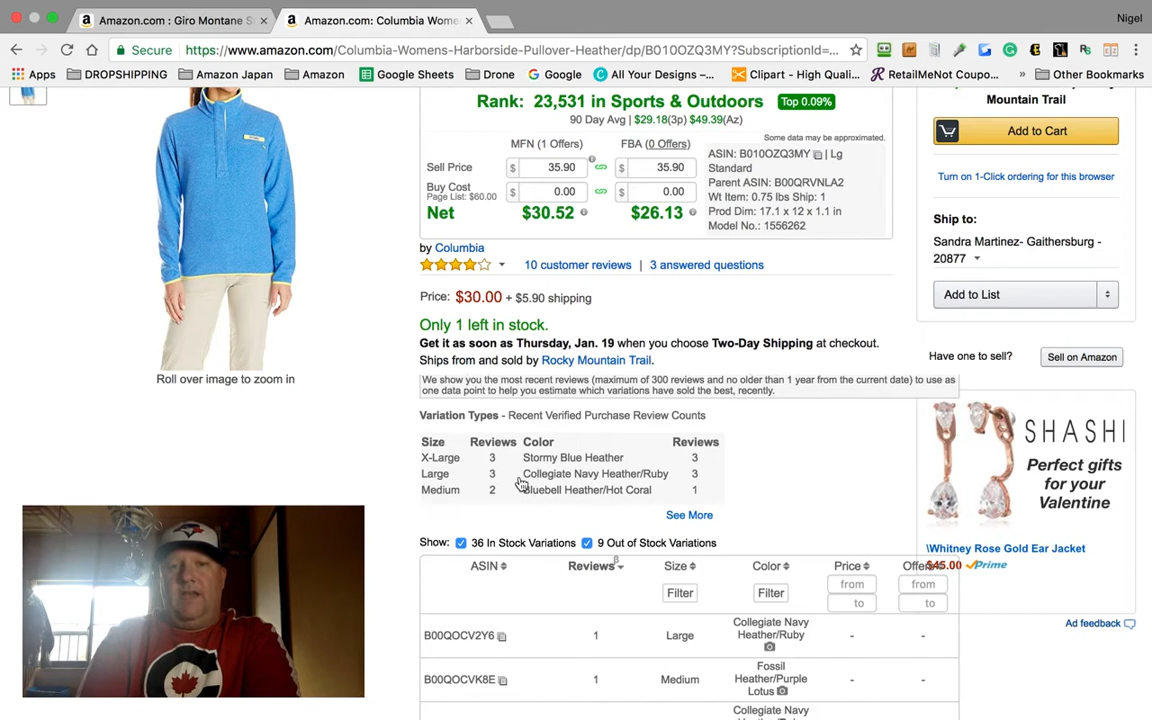 Amazon.com : Giro Montane S
Amazon.com: Columbia Wome
Nigel
Secure
https://www.amazon.com/Columbia-Womens-Harborside-Pullover-Heather/dp/B010OZQ3MY?SubscriptionId=...
Apps
DROPSHIPPING
Amazon Japan
Amazon
Google Sheets
Drone
Google
All Your Designs –...
Clipart - High Quali...
RetailMeNot Coupo...
»
Other Bookmarks
Rank: 23,531 in Sports & Outdoors
Top 0.09%
90 Day Avg | $29.18(3p) $49.39(Az)
Some data may be approximated.
MFN (1 Offers)
FBA (0 Offers)
Sell Price
$ 35.90
$ 35.90
Buy Cost
Page List: $60.00
$ 0.00
$ 0.00
Net
$30.52
$26.13
ASIN: B010OZQ3MY | Lg
Standard
Parent ASIN: B00QRVNLA2
Wt Item: 0.75 lbs Ship: 1
Prod Dim: 17.1 x 12 x 1.1 in
Model No.: 1556262
by Columbia
10 customer reviews | 3 answered questions
Price: $30.00 + $5.90 shipping
Only 1 left in stock.
Get it as soon as Thursday, Jan. 19 when you choose Two-Day Shipping at checkout.
Ships from and sold by Rocky Mountain Trail.
We show you the most recent reviews (maximum of 300 reviews and no older than 1 year from the current date) to use as
one data point to help you estimate which variations have sold the best, recently.
Variation Types - Recent Verified Purchase Review Counts
Size Reviews Color Reviews
X-Large 3 Stormy Blue Heather 3
Large 3 Collegiate Navy Heather/Ruby 3
Medium 2 Bluebell Heather/Hot Coral 1
See More
Show: 36 In Stock Variations 9 Out of Stock Variations
ASIN Reviews Size Color Price Offers
Filter Filter from from
to to
B00QOCV2Y6 1 Large Collegiate Navy
Heather/Ruby - -
B00QOCVK8E 1 Medium Fossil
Heather/Purple
Lotus - -
Collegiate Navy
Roll over image to zoom in
Mountain Trail
Add to Cart
Turn on 1-Click ordering for this browser
Ship to:
Sandra Martinez- Gaithersburg -
20877
Add to List
Have one to sell?
Sell on Amazon
SHASHI
Perfect gifts
for your
Valentine
\Whitney Rose Gold Ear Jacket
$45.00 Prime
Ad feedback
C